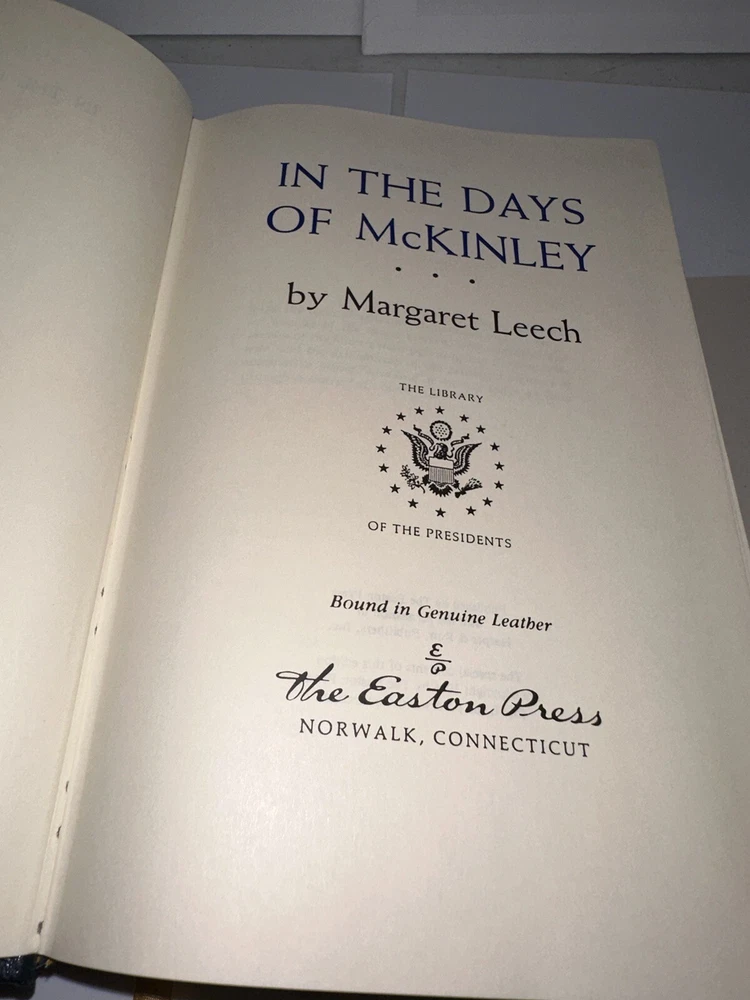 IN THE DAYS
OF McKINLEY
• • •
by Margaret Leech
THE LIBRARY
OF THE PRESIDENTS
Bound in Genuine Leather
E
P
The Easton Press
NORWALK, CONNECTICUT